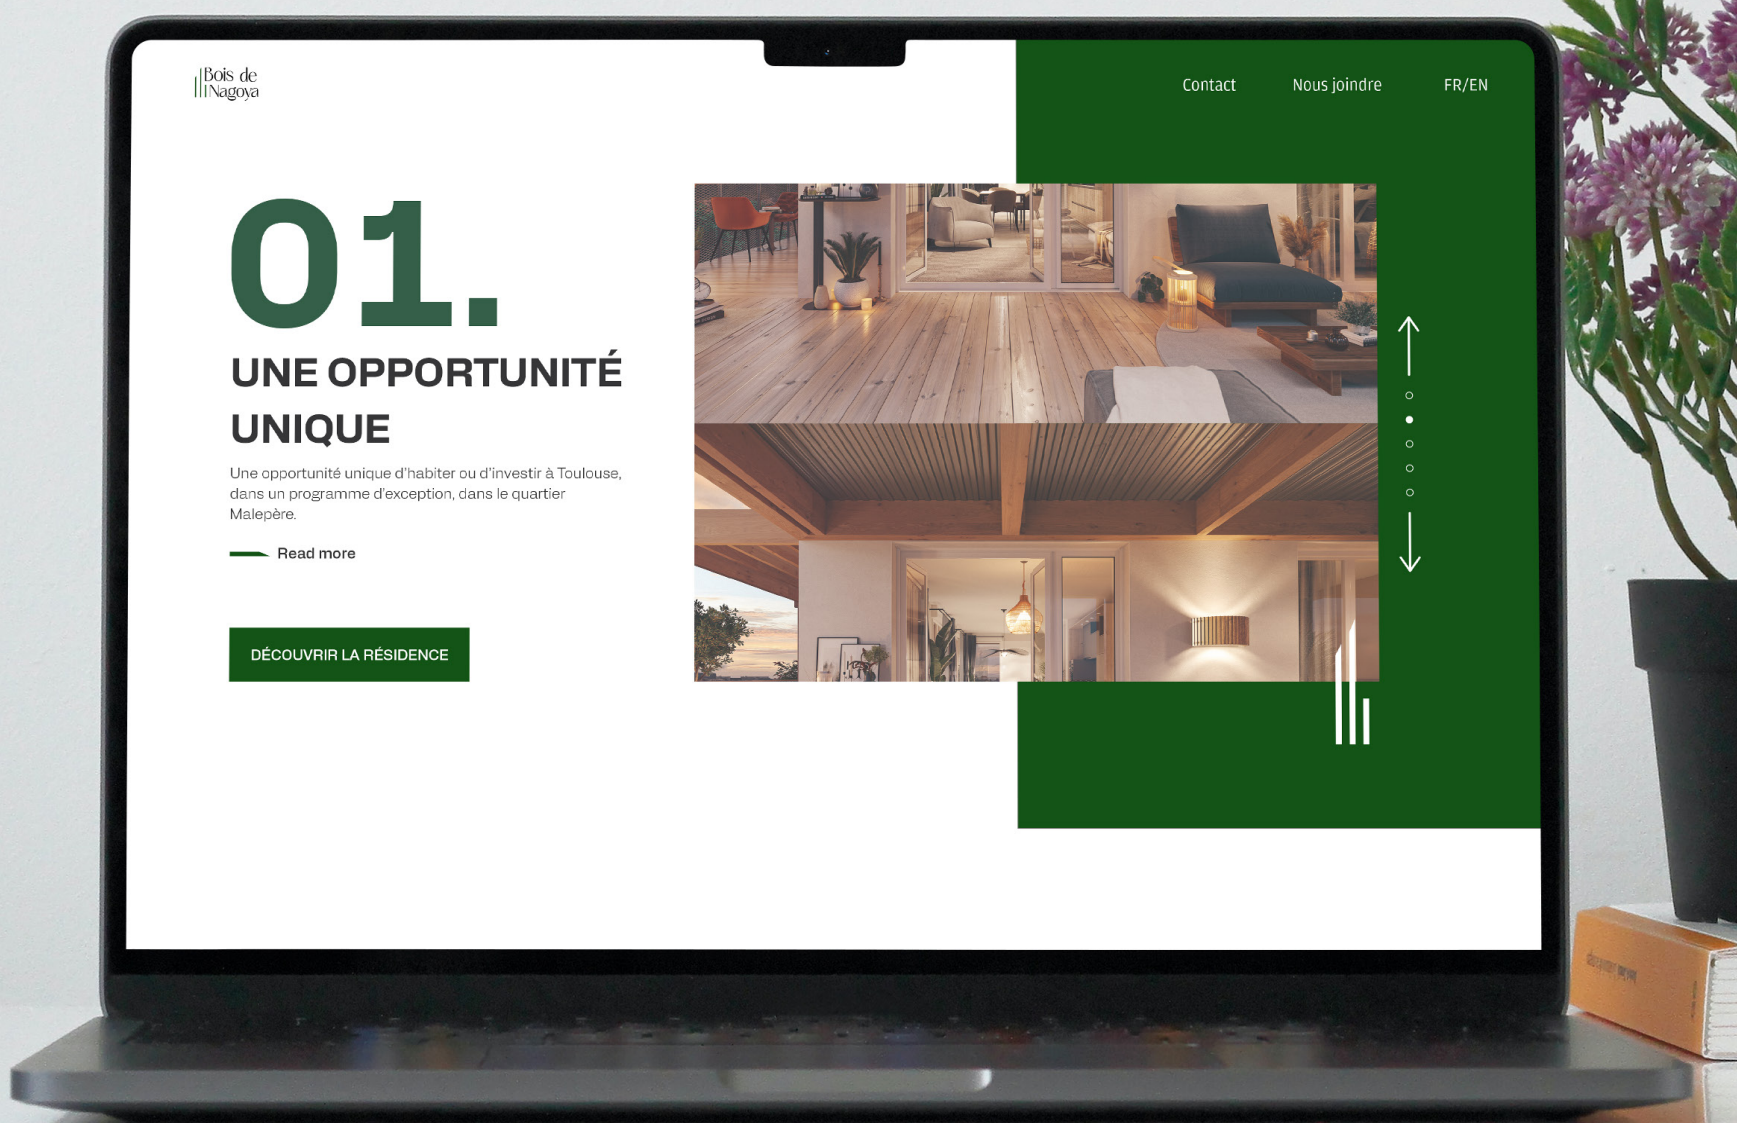 Bois de
Nagoya
Contact
Nous joindre
FR/EN
01.
UNE OPPORTUNITÉ
UNIQUE
Une opportunité unique d'habiter ou d'investir à Toulouse,
dans un programme d'exception, dans le quartier
Malepère.
Read more
DÉCOUVRIR LA RÉSIDENCE